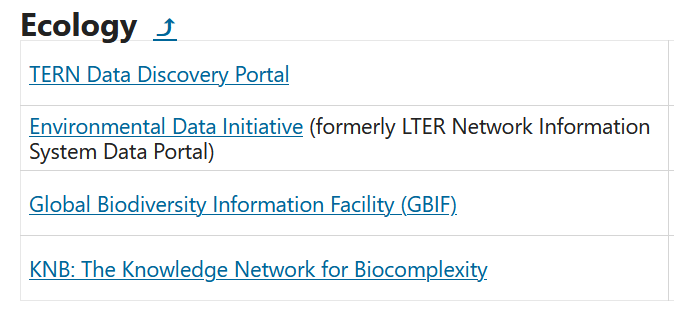 Ecology
TERN Data Discovery Portal
Environmental Data Initiative (formerly LTER Network Information
System Data Portal)
Global Biodiversity Information Facility (GBIF)
KNB: The Knowledge Network for Biocomplexity